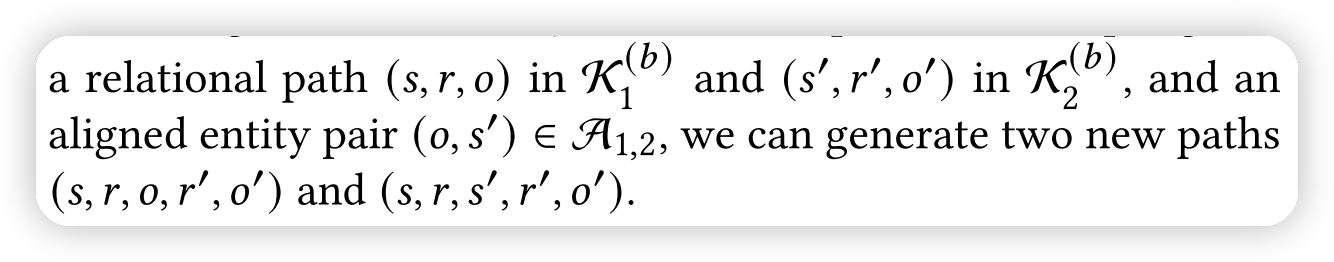 a relational path (s, r, o) in 𝒦₁⁽ᵇ⁾ and (s′, r′, o′) in 𝒦₂⁽ᵇ⁾, and an
aligned entity pair (o, s′) ∈ 𝒜₁,₂, we can generate two new paths
(s, r, o, r′, o′) and (s, r, s′, r′, o′).